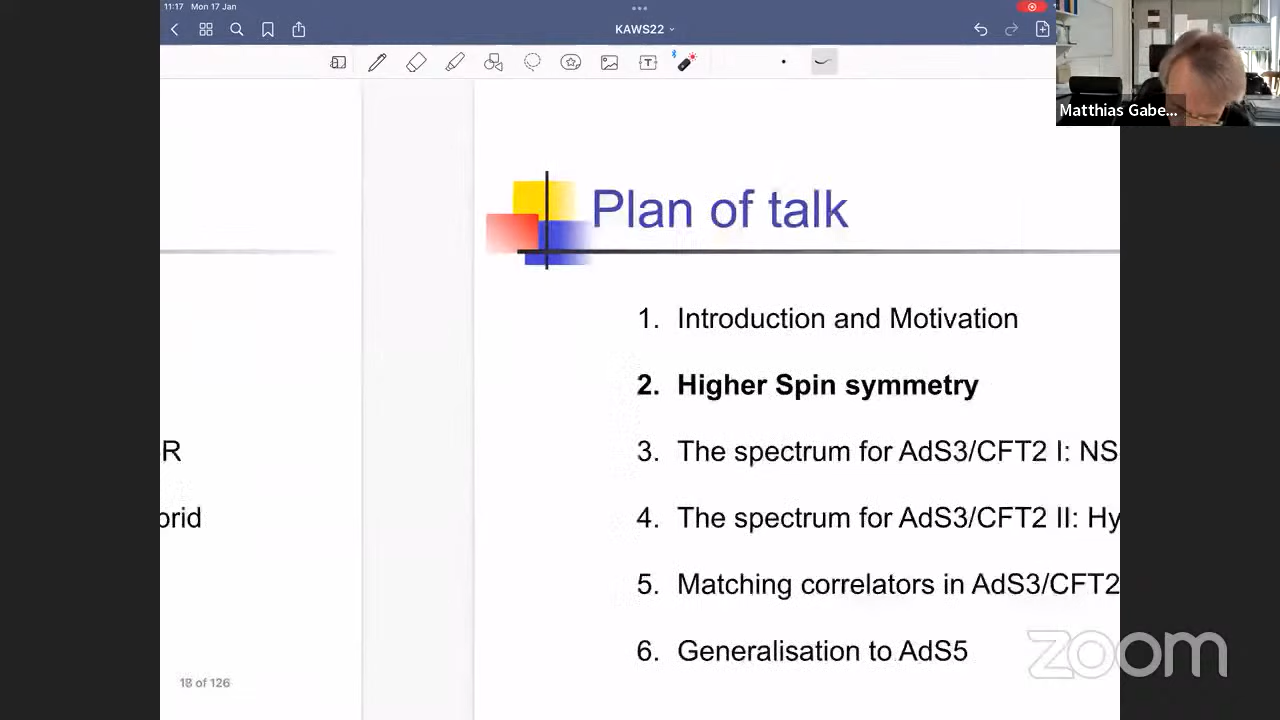 11:17 Mon 17 Jan
KAWS22
Matthias Gabe...
Plan of talk
1. Introduction and Motivation
2. Higher Spin symmetry
3. The spectrum for AdS3/CFT2 I: NS
4. The spectrum for AdS3/CFT2 II: Hy
5. Matching correlators in AdS3/CFT2
6. Generalisation to AdS5
R
brid
18 of 126
zoom